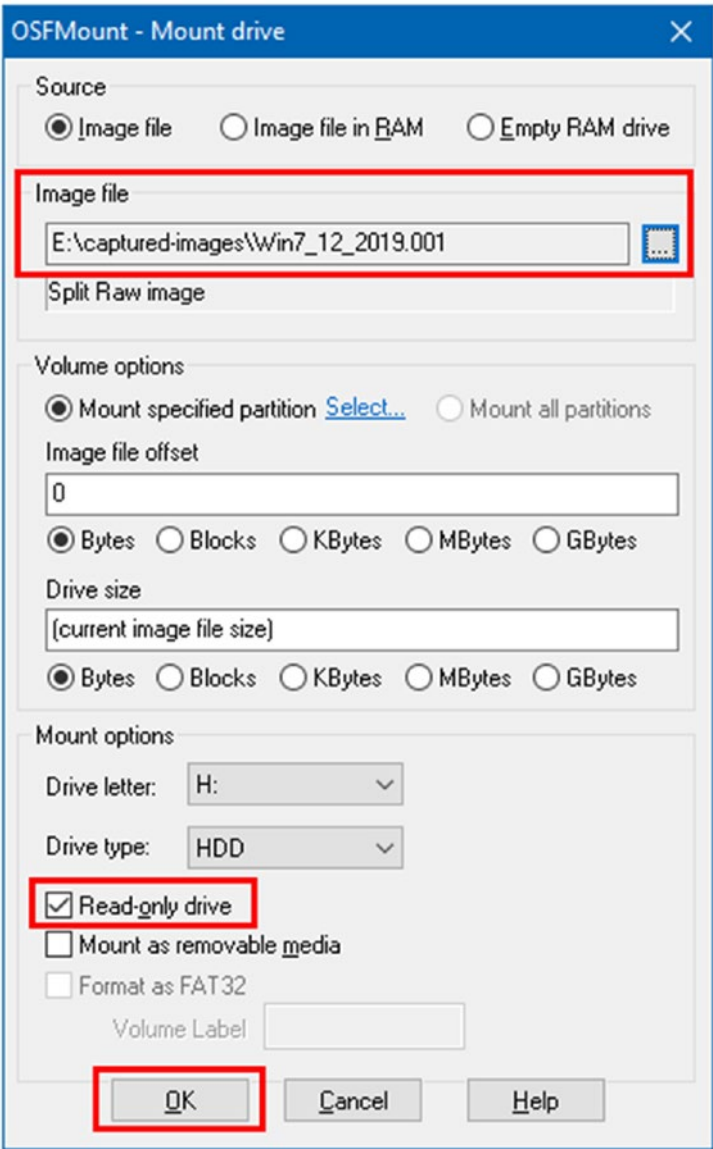 OSFMount - Mount drive
Source
Image file Image file in RAM Empty RAM drive
Image file
E:\captured-images\Win7_12_2019.001 ...
Split Raw image
Volume options
Mount specified partition Select... Mount all partitions
Image file offset
0
Bytes Blocks KBytes MBytes GBytes
Drive size
(current image file size)
Bytes Blocks KBytes MBytes GBytes
Mount options
Drive letter: H:
Drive type: HDD
Read-only drive
Mount as removable media
Format as FAT32
Volume Label
OK Cancel Help